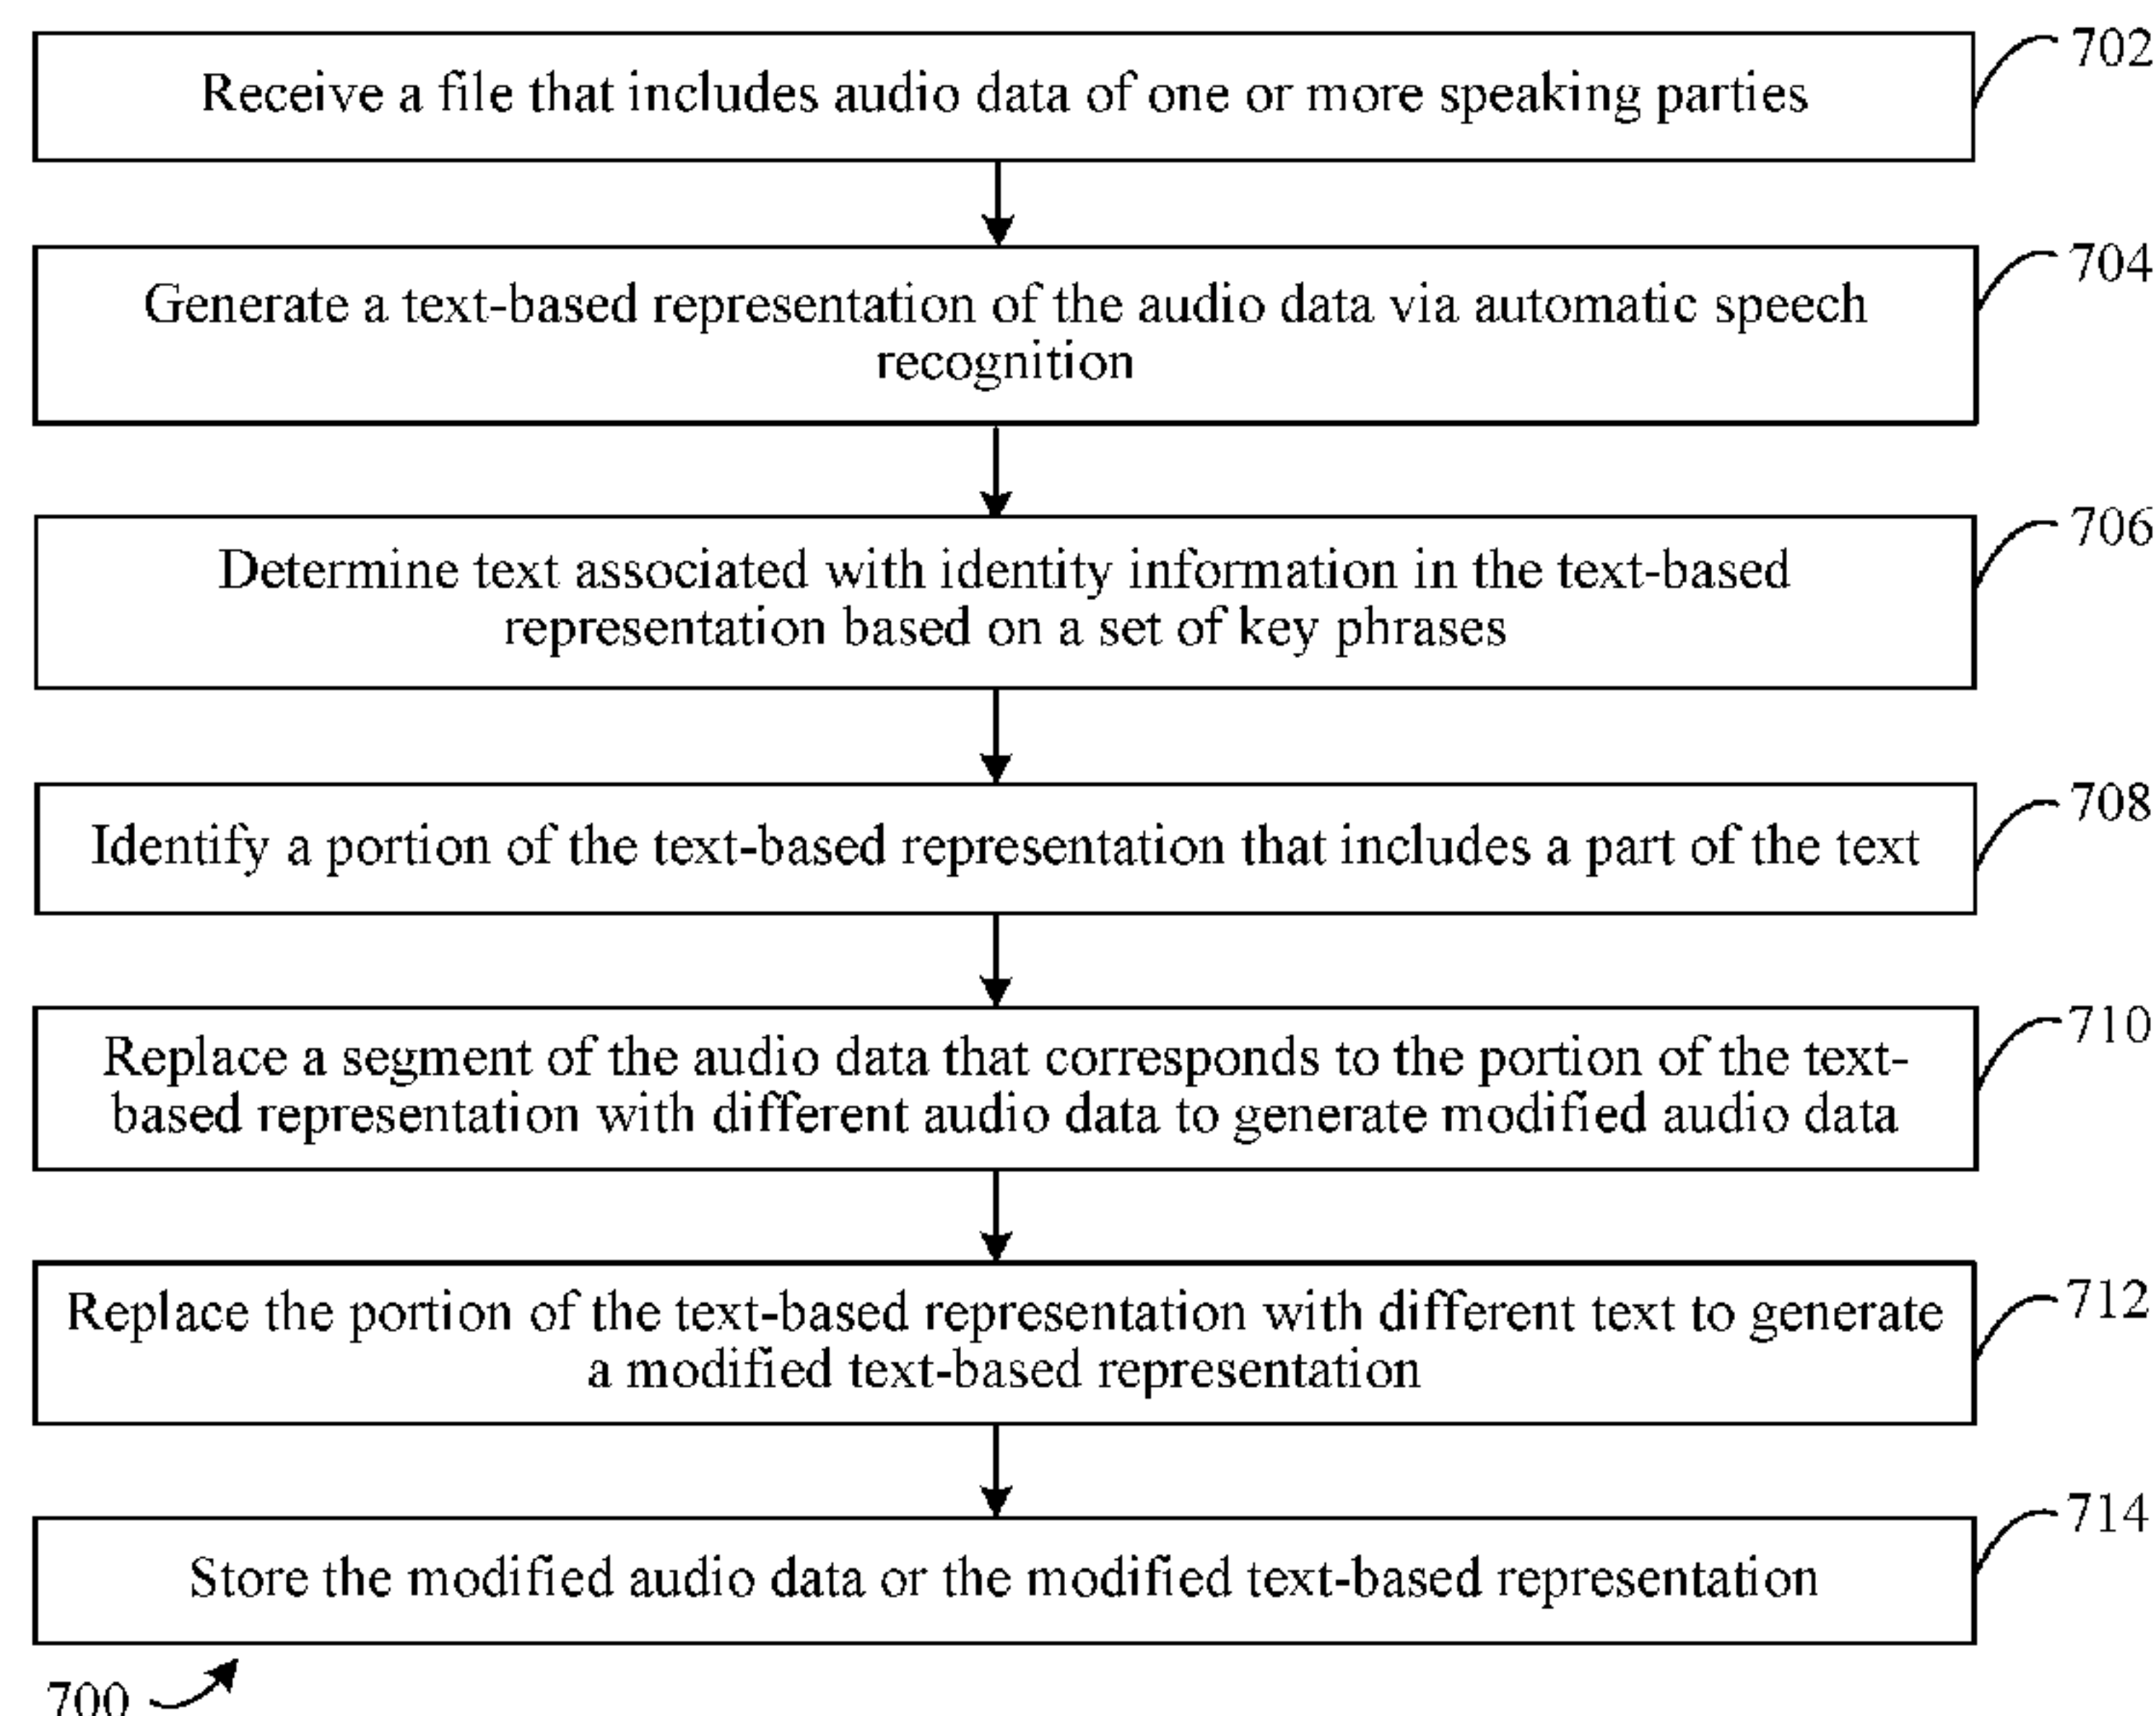 702
Receive a file that includes audio data of one or more speaking parties
704
Generate a text-based representation of the audio data via automatic speech
recognition
706
Determine text associated with identity information in the text-based
representation based on a set of key phrases
708
Identify a portion of the text-based representation that includes a part of the text
710
Replace a segment of the audio data that corresponds to the portion of the text-
based representation with different audio data to generate modified audio data
712
Replace the portion of the text-based representation with different text to generate
a modified text-based representation
714
Store the modified audio data or the modified text-based representation
700